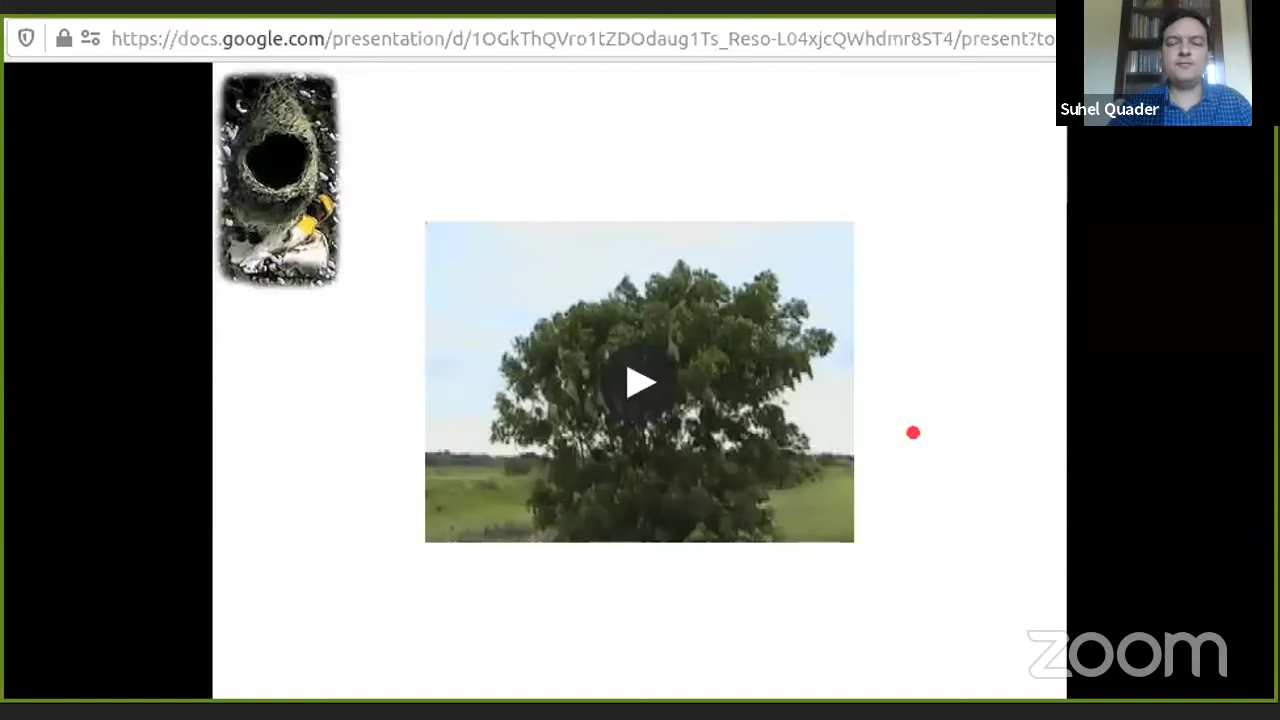 https://docs.google.com/presentation/d/1OGkThQVro1tZDOdaug1Ts_Reso-L04xjcQWhdmr8ST4/present?to
Suhel Quader
zoom